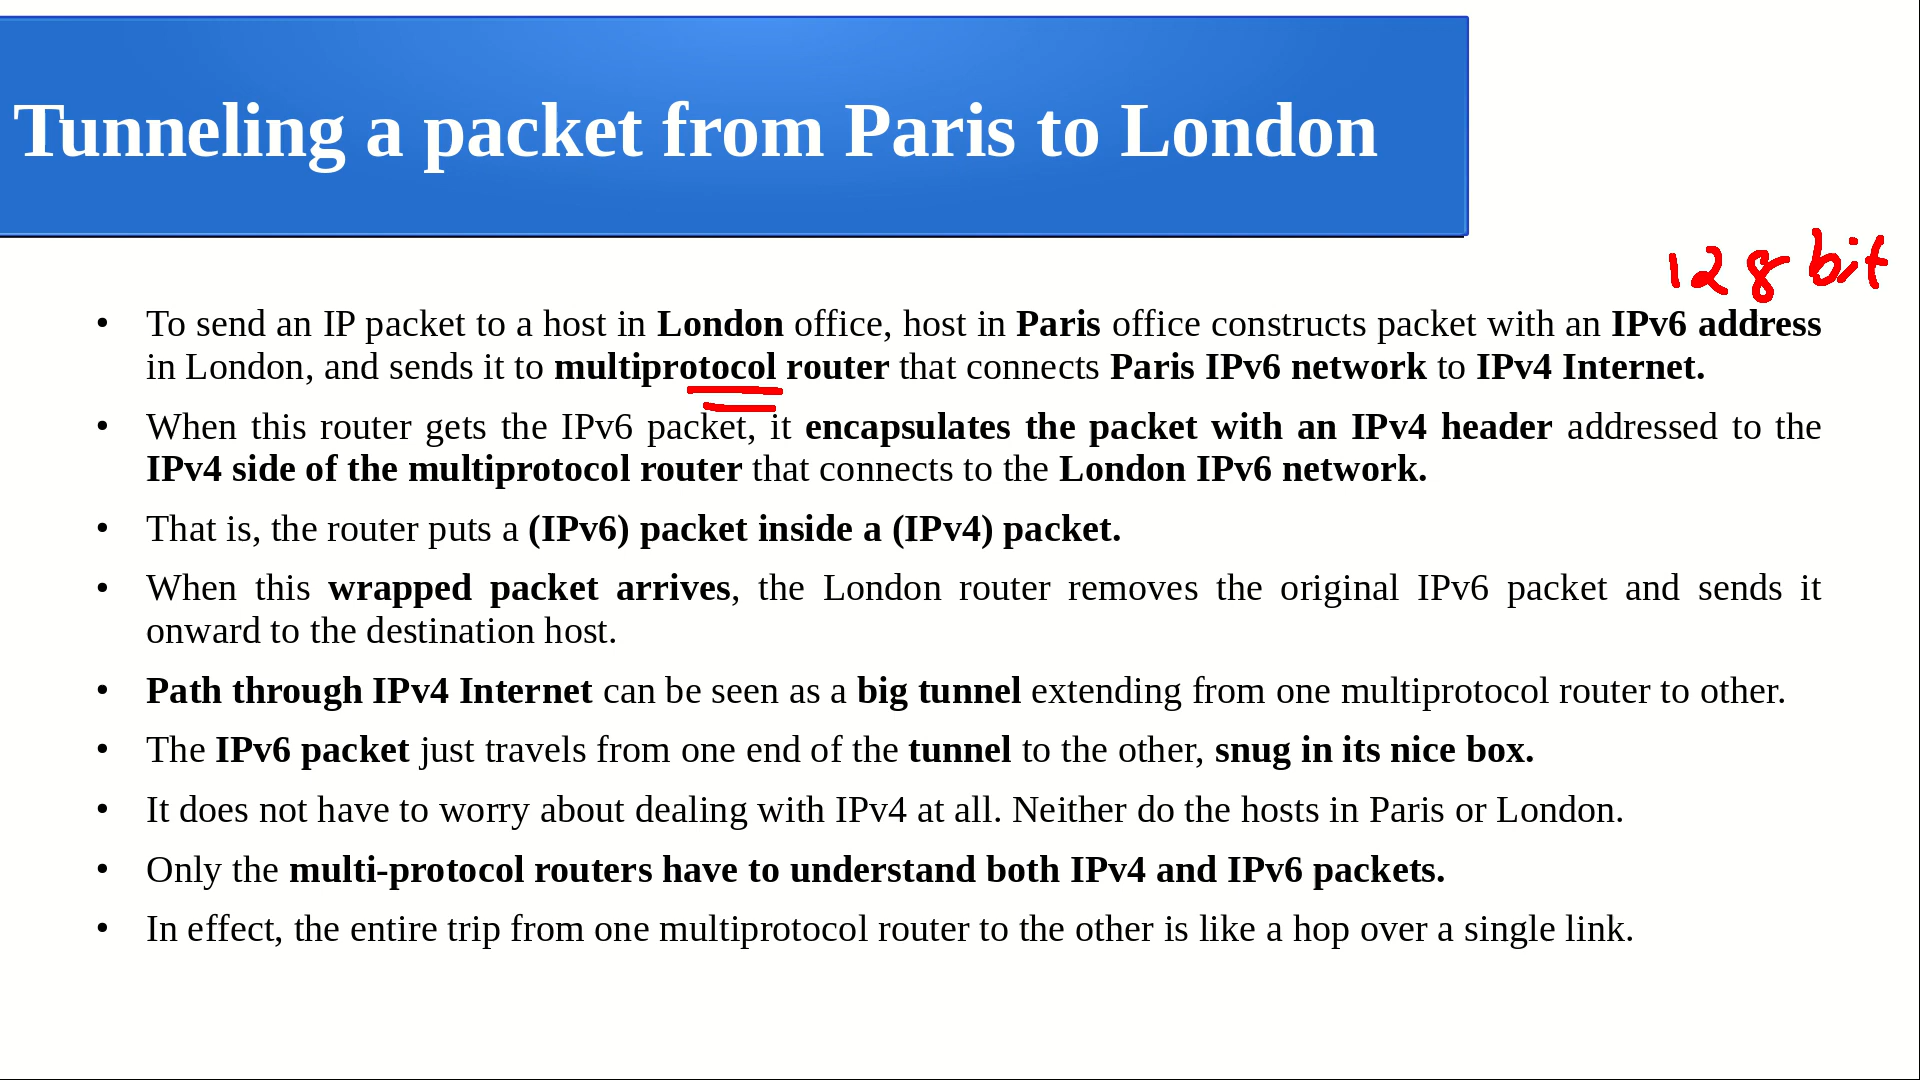 Tunneling a packet from Paris to London
128 bit
• To send an IP packet to a host in London office, host in Paris office constructs packet with an IPv6 address
in London, and sends it to multiprotocol router that connects Paris IPv6 network to IPv4 Internet.
• When this router gets the IPv6 packet, it encapsulates the packet with an IPv4 header addressed to the
IPv4 side of the multiprotocol router that connects to the London IPv6 network.
• That is, the router puts a (IPv6) packet inside a (IPv4) packet.
• When this wrapped packet arrives, the London router removes the original IPv6 packet and sends it
onward to the destination host.
• Path through IPv4 Internet can be seen as a big tunnel extending from one multiprotocol router to other.
• The IPv6 packet just travels from one end of the tunnel to the other, snug in its nice box.
• It does not have to worry about dealing with IPv4 at all. Neither do the hosts in Paris or London.
• Only the multi-protocol routers have to understand both IPv4 and IPv6 packets.
• In effect, the entire trip from one multiprotocol router to the other is like a hop over a single link.